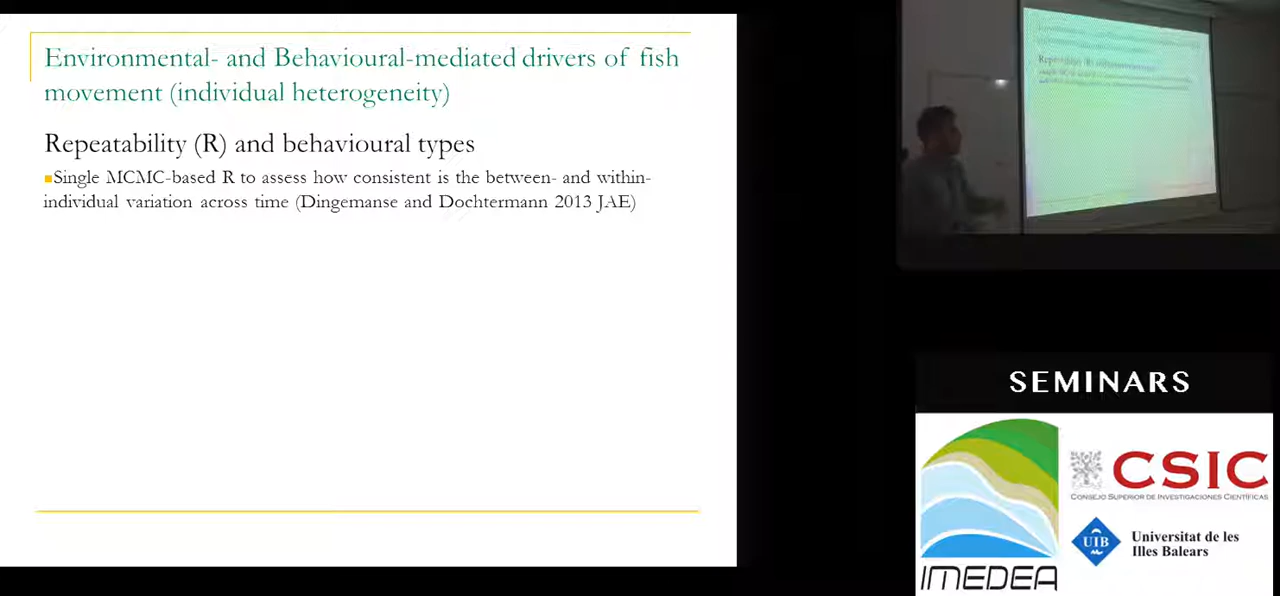 Environmental- and Behavioural-mediated drivers of fish
movement (individual heterogeneity)
Repeatability (R) and behavioural types
Single MCMC-based R to assess how consistent is the between- and within-
individual variation across time (Dingemanse and Dochtermann 2013 JAE)
SEMINARS
IMEDEA
CSIC
CONSEJO SUPERIOR DE INVESTIGACIONES CIENTÍFICAS
UIB
Universitat de les
Illes Balears